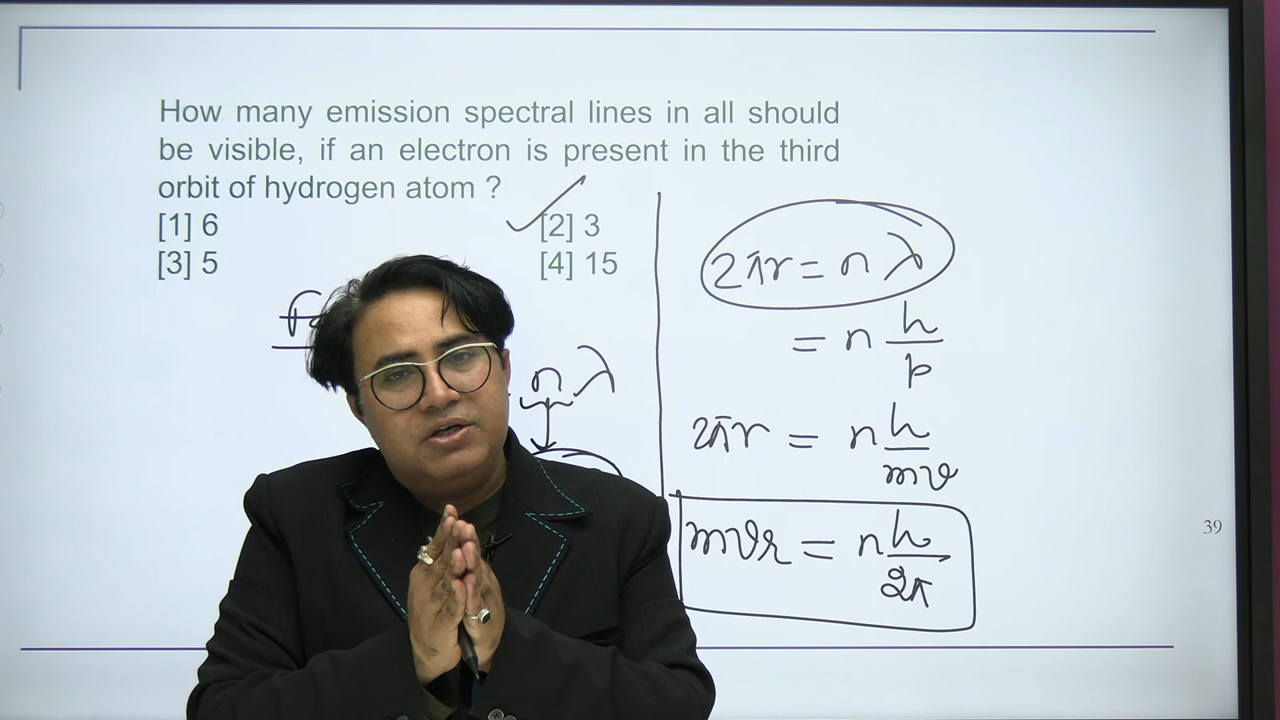 How many emission spectral lines in all should
be visible, if an electron is present in the third
orbit of hydrogen atom ?
[1] 6 [2] 3
[3] 5 [4] 15
nλ
2πr = nλ
= n h/p
2πr = n h/mv
mvr = n h/2π
39